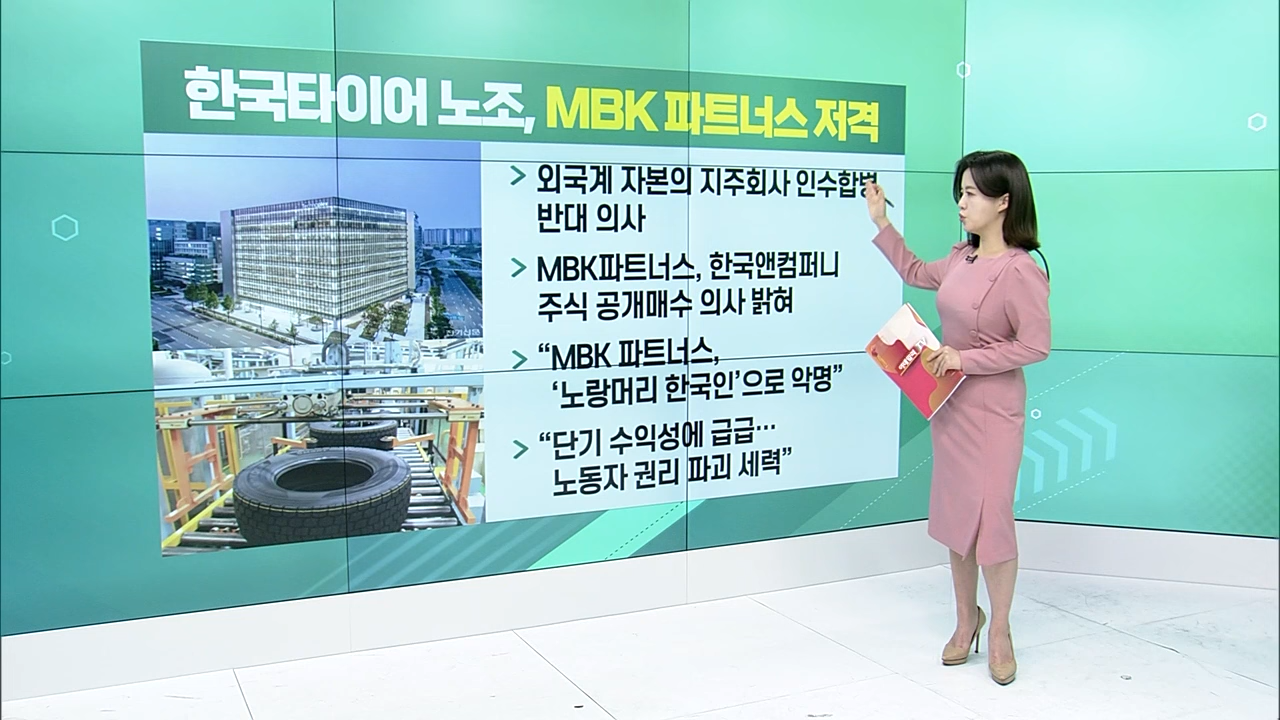 한국타이어 노조, MBK 파트너스 저격
> 외국계 자본의 지주회사 인수합병
반대 의사
> MBK파트너스, 한국앤컴퍼니
주식 공개매수 의사 밝혀
> “MBK 파트너스,
‘노랑머리 한국인’으로 악명”
> “단기 수익성에 급급…
노동자 권리 파괴 세력”
전기신문